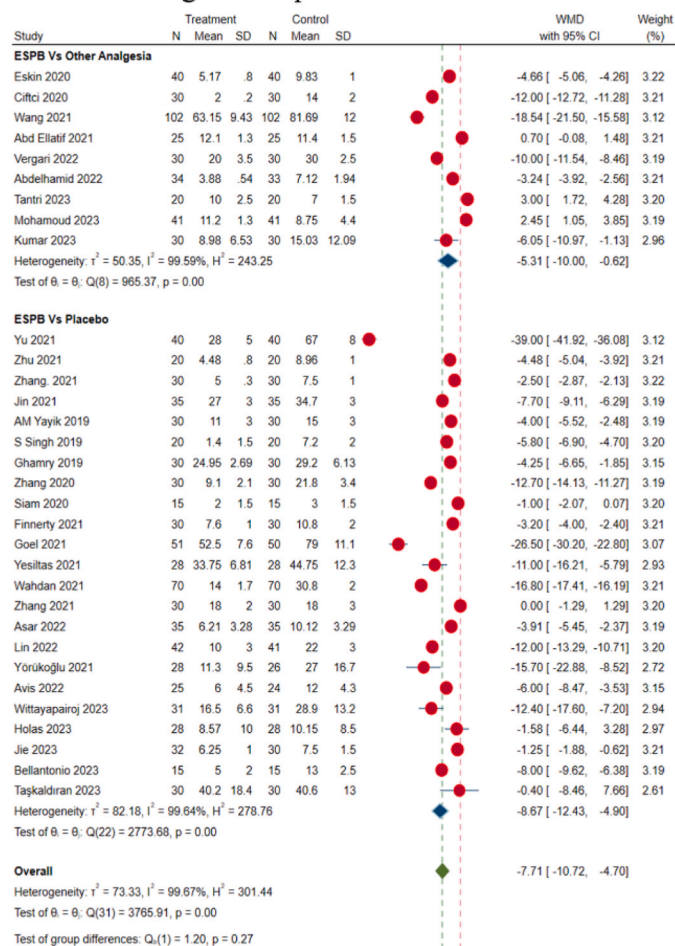 Treatment Control WMD Weight
Study N Mean SD N Mean SD with 95% CI (%)
ESPB Vs Other Analgesia
Eskin 2020 40 5.17 .8 40 9.83 1 -4.66 [ -5.06, -4.26] 3.22
Ciftci 2020 30 2 .2 30 14 2 -12.00 [ -12.72, -11.28] 3.21
Wang 2021 102 63.15 9.43 102 81.69 12 -18.54 [ -21.50, -15.58] 3.12
Abd Ellatif 2021 25 12.1 1.3 25 11.4 1.5 0.70 [ -0.08, 1.48] 3.21
Vergari 2022 30 20 3.5 30 30 2.5 -10.00 [ -11.54, -8.46] 3.19
Abdelhamid 2022 34 3.88 .54 33 7.12 1.94 -3.24 [ -3.92, -2.56] 3.21
Tantri 2023 20 10 2.5 20 7 1.5 3.00 [ 1.72, 4.28] 3.20
Mohamoud 2023 41 11.2 1.3 41 8.75 4.4 2.45 [ 1.05, 3.85] 3.19
Kumar 2023 30 8.98 6.53 30 15.03 12.09 -6.05 [ -10.97, -1.13] 2.96
Heterogeneity: τ² = 50.35, I² = 99.59%, H² = 243.25 -5.31 [ -10.00, -0.62]
Test of θᵢ = θⱼ: Q(8) = 965.37, p = 0.00
ESPB Vs Placebo
Yu 2021 40 28 5 40 67 8 -39.00 [ -41.92, -36.08] 3.12
Zhu 2021 20 4.48 .8 20 8.96 1 -4.48 [ -5.04, -3.92] 3.21
Zhang. 2021 30 5 .3 30 7.5 1 -2.50 [ -2.87, -2.13] 3.22
Jin 2021 35 27 3 35 34.7 3 -7.70 [ -9.11, -6.29] 3.19
AM Yayik 2019 30 11 3 30 15 3 -4.00 [ -5.52, -2.48] 3.19
S Singh 2019 20 1.4 1.5 20 7.2 2 -5.80 [ -6.90, -4.70] 3.20
Ghamry 2019 30 24.95 2.69 30 29.2 6.13 -4.25 [ -6.65, -1.85] 3.15
Zhang 2020 30 9.1 2.1 30 21.8 3.4 -12.70 [ -14.13, -11.27] 3.19
Siam 2020 15 2 1.5 15 3 1.5 -1.00 [ -2.07, 0.07] 3.20
Finnerty 2021 30 7.6 1 30 10.8 2 -3.20 [ -4.00, -2.40] 3.21
Goel 2021 51 52.5 7.6 50 79 11.1 -26.50 [ -30.20, -22.80] 3.07
Yesiltas 2021 28 33.75 6.81 28 44.75 12.3 -11.00 [ -16.21, -5.79] 2.93
Wahdan 2021 70 14 1.7 70 30.8 2 -16.80 [ -17.41, -16.19] 3.21
Zhang 2021 30 18 2 30 18 3 0.00 [ -1.29, 1.29] 3.20
Asar 2022 35 6.21 3.28 35 10.12 3.29 -3.91 [ -5.45, -2.37] 3.19
Lin 2022 42 10 3 41 22 3 -12.00 [ -13.29, -10.71] 3.20
Yörükoğlu 2021 28 11.3 9.5 26 27 16.7 -15.70 [ -22.88, -8.52] 2.72
Avis 2022 25 6 4.5 24 12 4.3 -6.00 [ -8.47, -3.53] 3.15
Wittayapairoj 2023 31 16.5 6.6 31 28.9 13.2 -12.40 [ -17.60, -7.20] 2.94
Holas 2023 28 8.57 10 28 10.15 8.5 -1.58 [ -6.44, 3.28] 2.97
Jie 2023 32 6.25 1 30 7.5 1.5 -1.25 [ -1.88, -0.62] 3.21
Bellantonio 2023 15 5 2 15 13 2.5 -8.00 [ -9.62, -6.38] 3.19
Taşkaldıran 2023 30 40.2 18.4 30 40.6 13 -0.40 [ -8.46, 7.66] 2.61
Heterogeneity: τ² = 82.18, I² = 99.64%, H² = 278.76 -8.67 [ -12.43, -4.90]
Test of θᵢ = θⱼ: Q(22) = 2773.68, p = 0.00
Overall -7.71 [ -10.72, -4.70]
Heterogeneity: τ² = 73.33, I² = 99.67%, H² = 301.44
Test of θᵢ = θⱼ: Q(31) = 3765.91, p = 0.00
Test of group differences: Q_b(1) = 1.20, p = 0.27